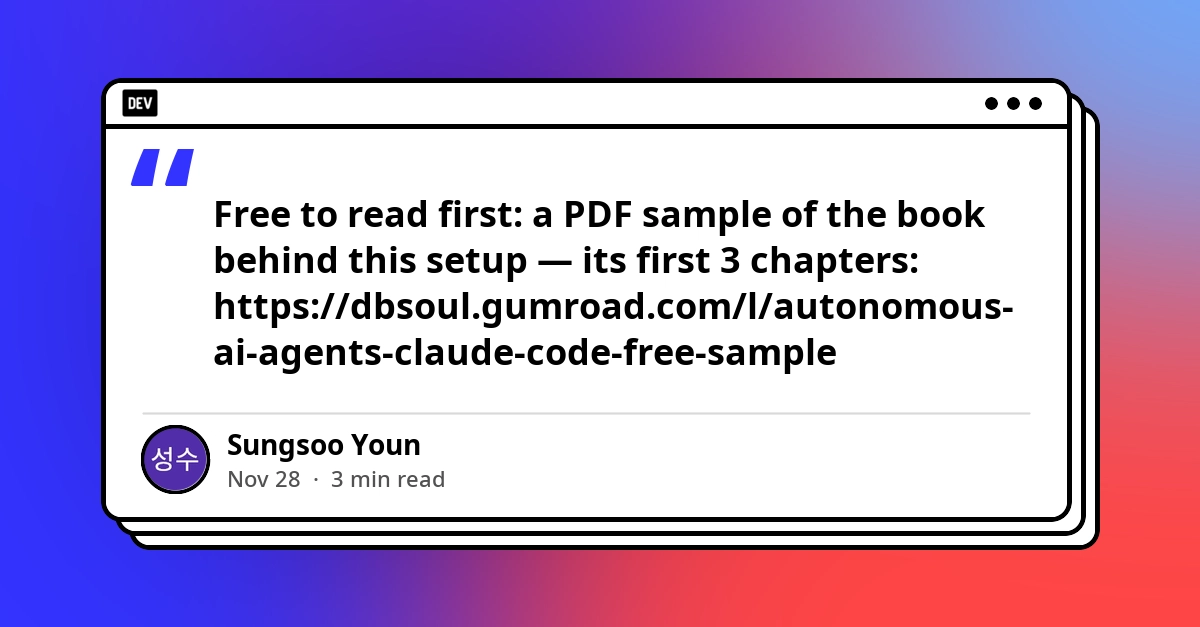 DEV
Free to read first: a PDF sample of the book
behind this setup — its first 3 chapters:
https://dbsoul.gumroad.com/l/autonomous-
ai-agents-claude-code-free-sample
성수
Sungsoo Youn
Nov 28 · 3 min read